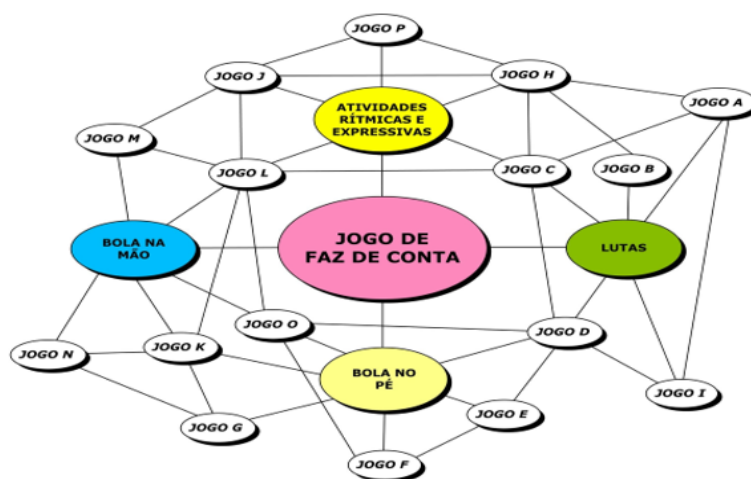 JOGO P
JOGO J
JOGO H
JOGO A
ATIVIDADES
RÍTMICAS E
EXPRESSIVAS
JOGO M
JOGO L
JOGO C
JOGO B
BOLA NA
MÃO
JOGO DE
FAZ DE CONTA
LUTAS
JOGO O
JOGO D
JOGO N
JOGO K
BOLA NO
PÉ
JOGO I
JOGO G
JOGO E
JOGO F